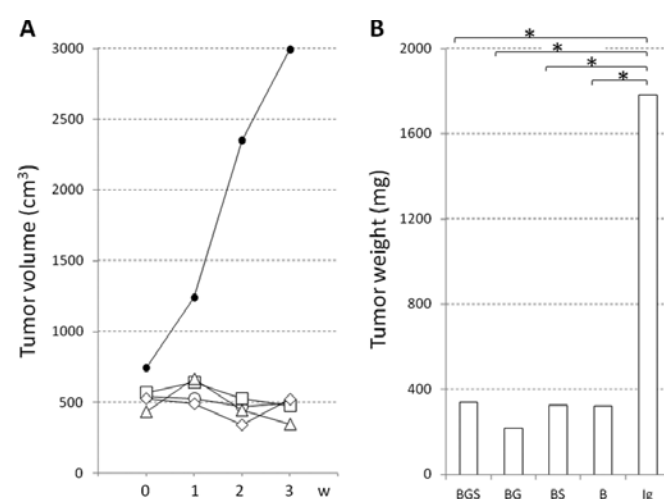 A
Tumor volume (cm³)
3000
2500
2000
1500
1000
500
0
0 1 2 3 w
B
Tumor weight (mg)
2000
1600
1200
800
400
0
*
*
*
*
BGS BG BS B Ig